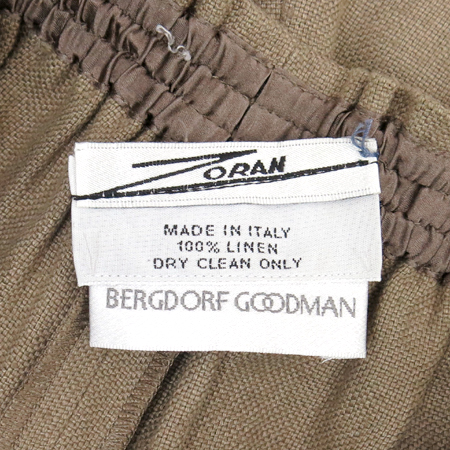 ZORAN
MADE IN ITALY
100% LINEN
DRY CLEAN ONLY
BERGDORF GOODMAN